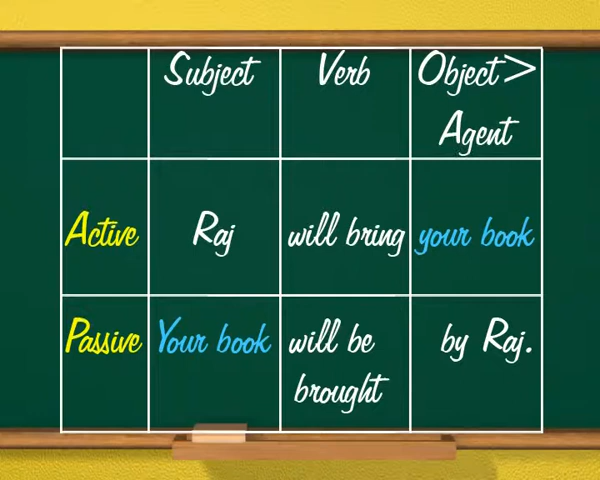 Subject Verb Object>
Agent
Active Raj will bring your book
Passive Your book will be by Raj.
brought